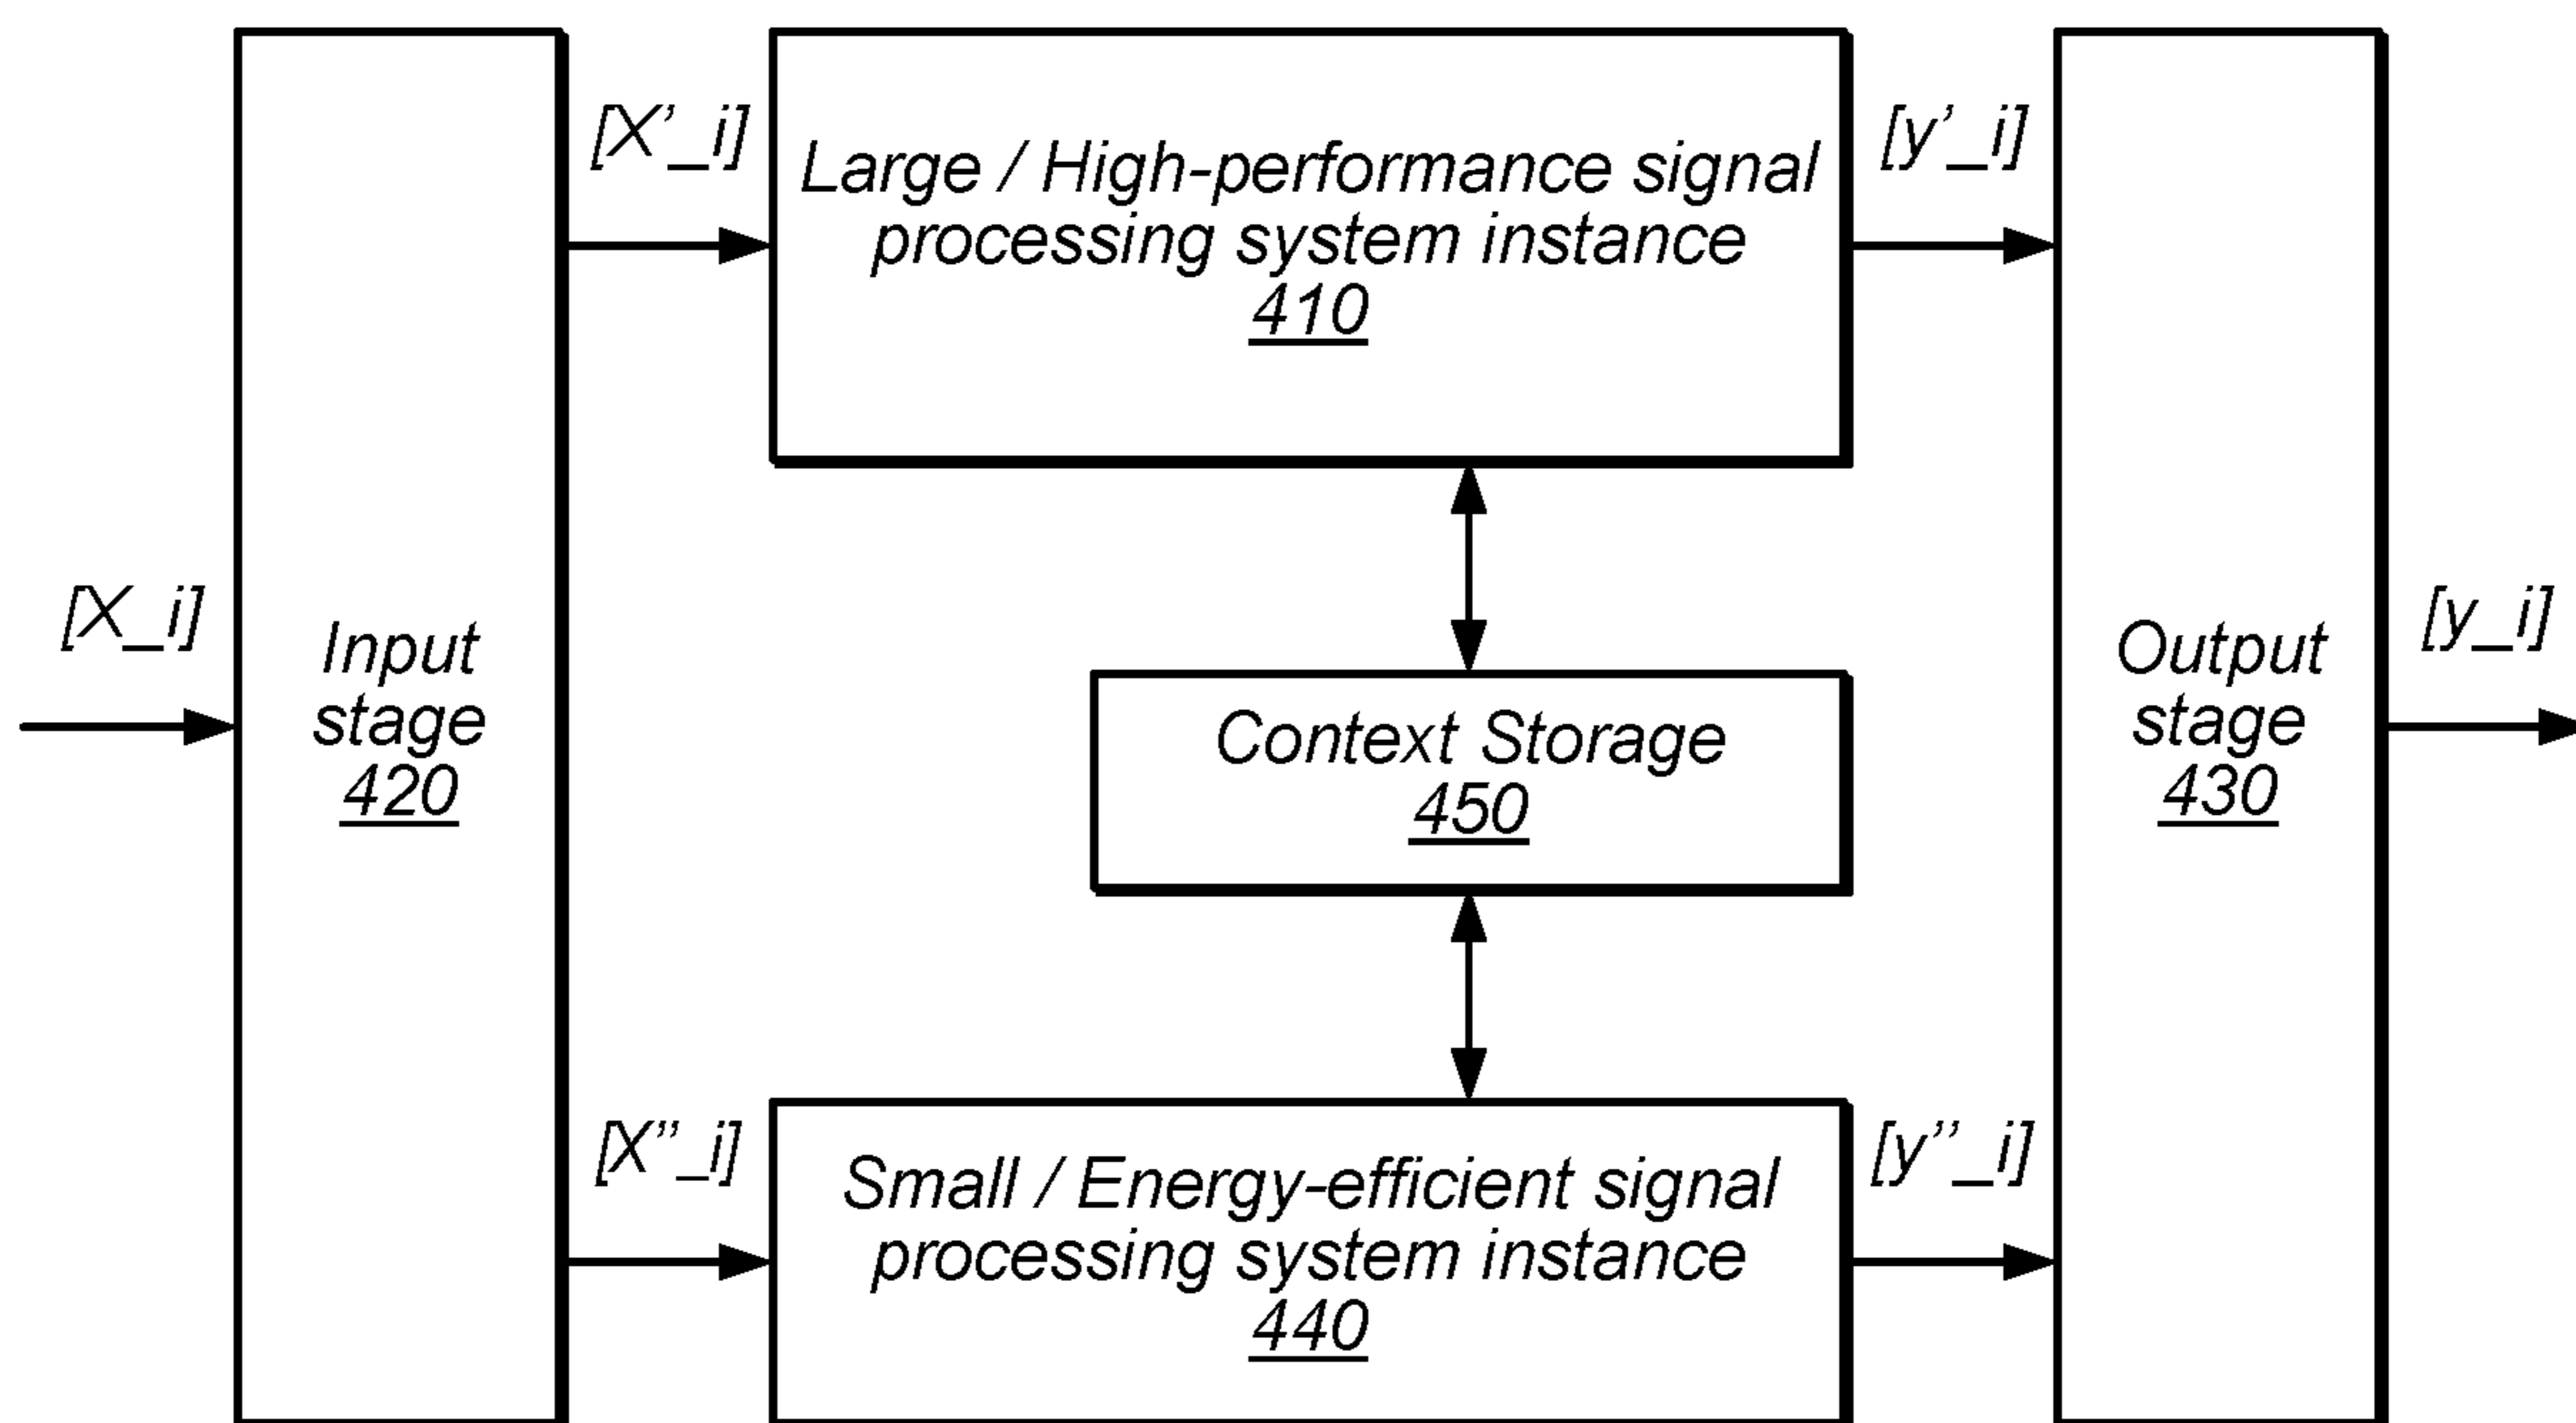 [X_i]
Input
stage
420
[X’_i]
Large / High-performance signal
processing system instance
410
[y’_i]
Context Storage
450
[X”_i]
Small / Energy-efficient signal
processing system instance
440
[y’’_i]
Output
stage
430
[y_i]